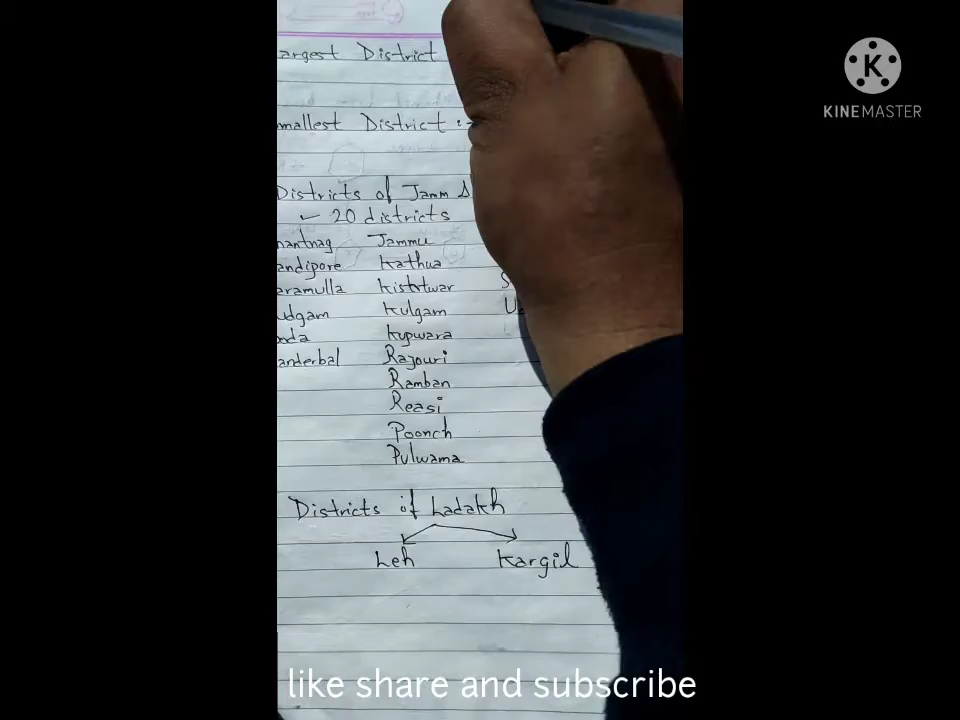 argest District
mallest District :-
Districts of Jamm &
✓ 20 districts
nantnag Jammu
andipore Kathua
aramulla Kishtwar S
udgam Kulgam U
oda Kupwara
anderbal Rajouri
Ramban
Reasi
Poonch
Pulwama
Districts of Ladakh
Leh Kargil
K
KINEMASTER
like share and subscribe